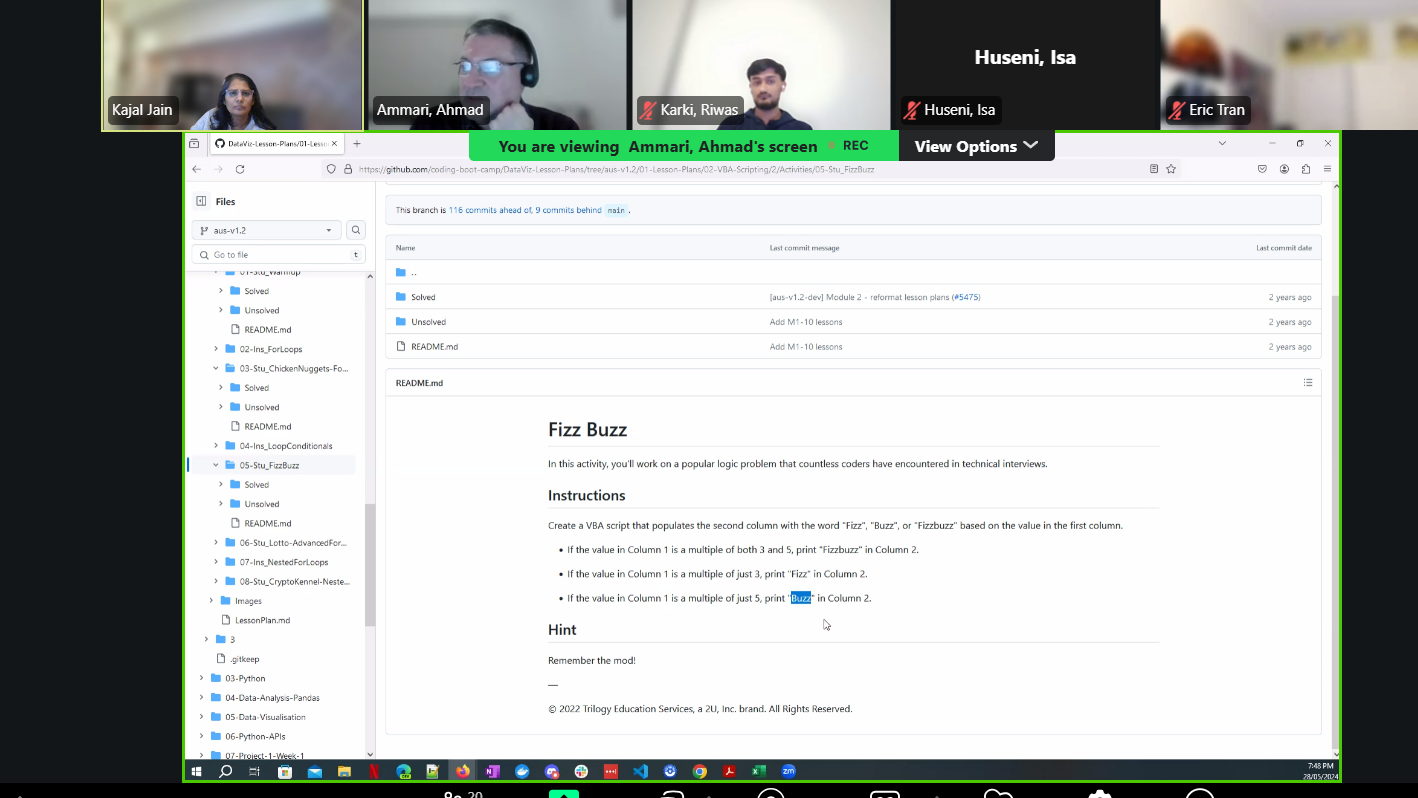 Huseni, Isa
Kajal Jain
Ammari, Ahmad
Karki, Riwas
Huseni, Isa
Eric Tran
DataViz-Lesson-Plans/01-Lesso
You are viewing Ammari, Ahmad's screen
REC
View Options
https://github.com/coding-boot-camp/DataViz-Lesson-Plans/tree/aus-v1.2/01-Lesson-Plans/02-VBA-Scripting/2/Activities/05-Stu_FizzBuzz
Files
aus-v1.2
Go to file
t
01-Stu_Warmup
Solved
Unsolved
README.md
02-Ins_ForLoops
03-Stu_ChickenNuggets-Fo...
Solved
Unsolved
README.md
04-Ins_LoopConditionals
05-Stu_FizzBuzz
Solved
Unsolved
README.md
06-Stu_Lotto-AdvancedFor...
07-Ins_NestedForLoops
08-Stu_CryptoKernel-Neste...
Images
LessonPlan.md
3
.gitkeep
03-Python
04-Data-Analysis-Pandas
05-Data-Visualisation
06-Python-APIs
07-Project-1-Week-1
This branch is 116 commits ahead of, 9 commits behind main .
Name Last commit message Last commit date
..
Solved [aus-v1.2-dev] Module 2 - reformat lesson plans (#5475) 2 years ago
Unsolved Add M1-10 lessons 2 years ago
README.md Add M1-10 lessons 2 years ago
README.md
Fizz Buzz
In this activity, you'll work on a popular logic problem that countless coders have encountered in technical interviews.
Instructions
Create a VBA script that populates the second column with the word "Fizz", "Buzz", or "Fizzbuzz" based on the value in the first column.
• If the value in Column 1 is a multiple of both 3 and 5, print "Fizzbuzz" in Column 2.
• If the value in Column 1 is a multiple of just 3, print "Fizz" in Column 2.
• If the value in Column 1 is a multiple of just 5, print "Buzz" in Column 2.
Hint
Remember the mod!
—
© 2022 Trilogy Education Services, a 2U, Inc. brand. All Rights Reserved.
zm
7:48 PM
28/05/2024
20